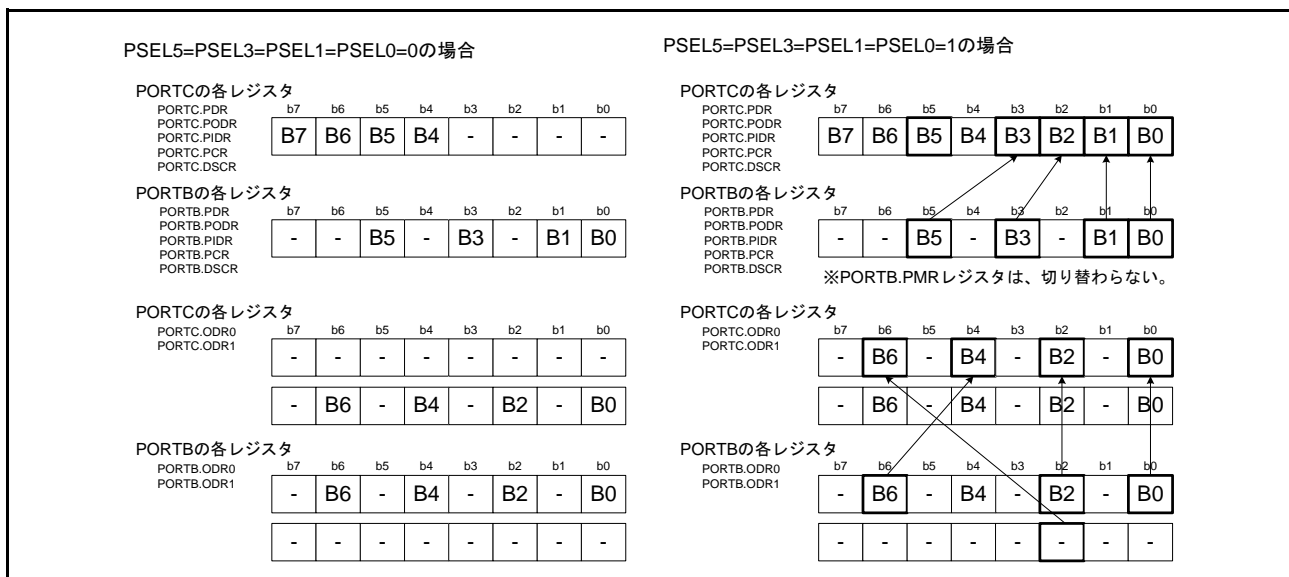 PSEL5=PSEL3=PSEL1=PSEL0=0の場合
PORTCの各レジスタ
PORTC.PDR
PORTC.PODR
PORTC.PIDR
PORTC.PCR
PORTC.DSCR
b7 b6 b5 b4 b3 b2 b1 b0
B7 B6 B5 B4 - - - -
PORTBの各レジスタ
PORTB.PDR
PORTB.PODR
PORTB.PIDR
PORTB.PCR
PORTB.DSCR
b7 b6 b5 b4 b3 b2 b1 b0
- - B5 - B3 - B1 B0
PORTCの各レジスタ
PORTC.ODR0
PORTC.ODR1
b7 b6 b5 b4 b3 b2 b1 b0
- - - - - - - -
- B6 - B4 - B2 - B0
PORTBの各レジスタ
PORTB.ODR0
PORTB.ODR1
b7 b6 b5 b4 b3 b2 b1 b0
- B6 - B4 - B2 - B0
- - - - - - - -
PSEL5=PSEL3=PSEL1=PSEL0=1の場合
PORTCの各レジスタ
PORTC.PDR
PORTC.PODR
PORTC.PIDR
PORTC.PCR
PORTC.DSCR
b7 b6 b5 b4 b3 b2 b1 b0
B7 B6 B5 B4 B3 B2 B1 B0
PORTBの各レジスタ
PORTB.PDR
PORTB.PODR
PORTB.PIDR
PORTB.PCR
PORTB.DSCR
b7 b6 b5 b4 b3 b2 b1 b0
- - B5 - B3 - B1 B0
※PORTB.PMRレジスタは、切り替わらない。
PORTCの各レジスタ
PORTC.ODR0
PORTC.ODR1
b7 b6 b5 b4 b3 b2 b1 b0
- B6 - B4 - B2 - B0
- B6 - B4 - B2 - B0
PORTBの各レジスタ
PORTB.ODR0
PORTB.ODR1
b7 b6 b5 b4 b3 b2 b1 b0
- B6 - B4 - B2 - B0
- - - - - - - -